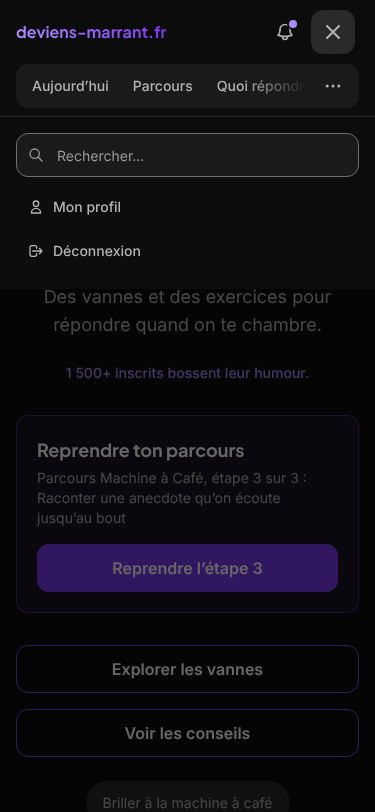 deviens-marrant.fr
Aujourd'hui Parcours Quoi répond
Rechercher...
Mon profil
Déconnexion
Des vannes et des exercices pour
répondre quand on te chambre.
1 500+ inscrits bossent leur humour.
Reprendre ton parcours
Parcours Machine à Café, étape 3 sur 3 :
Raconter une anecdote qu'on écoute
jusqu'au bout
Reprendre l'étape 3
Explorer les vannes
Voir les conseils
Briller à la machine à café